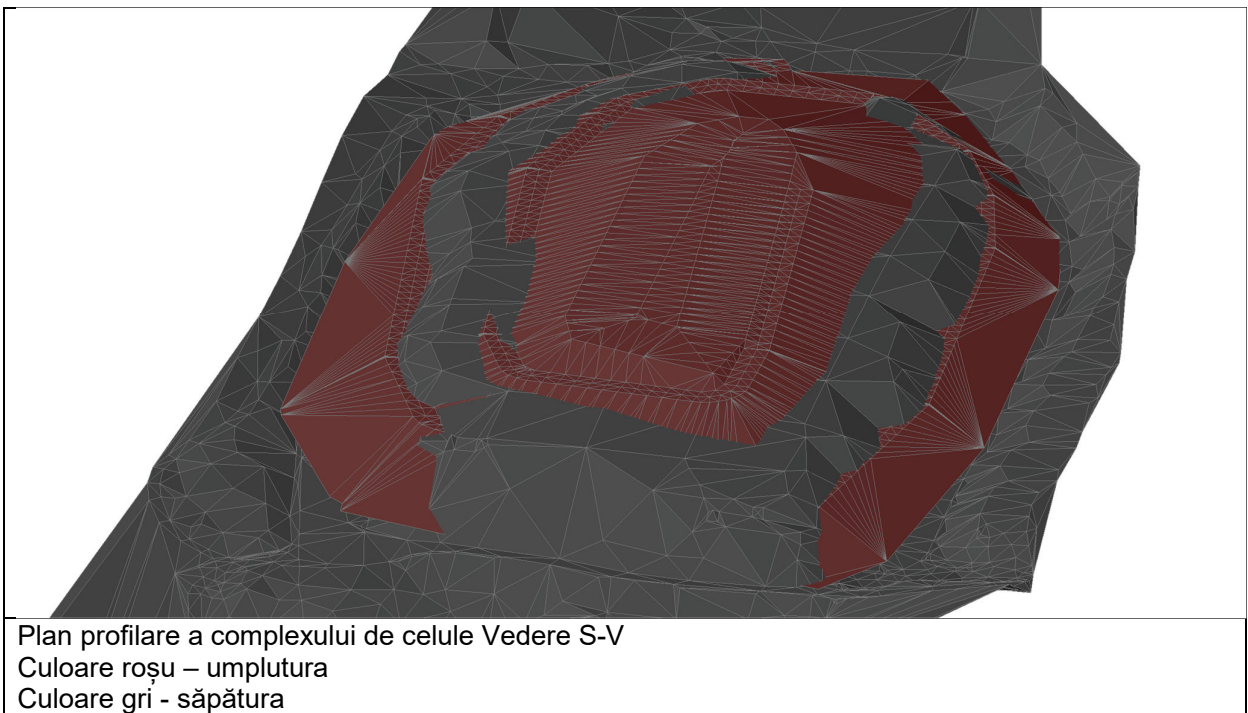 Plan profilare a complexului de celule Vedere S-V
Culoare roșu – umplutura
Culoare gri - săpătura